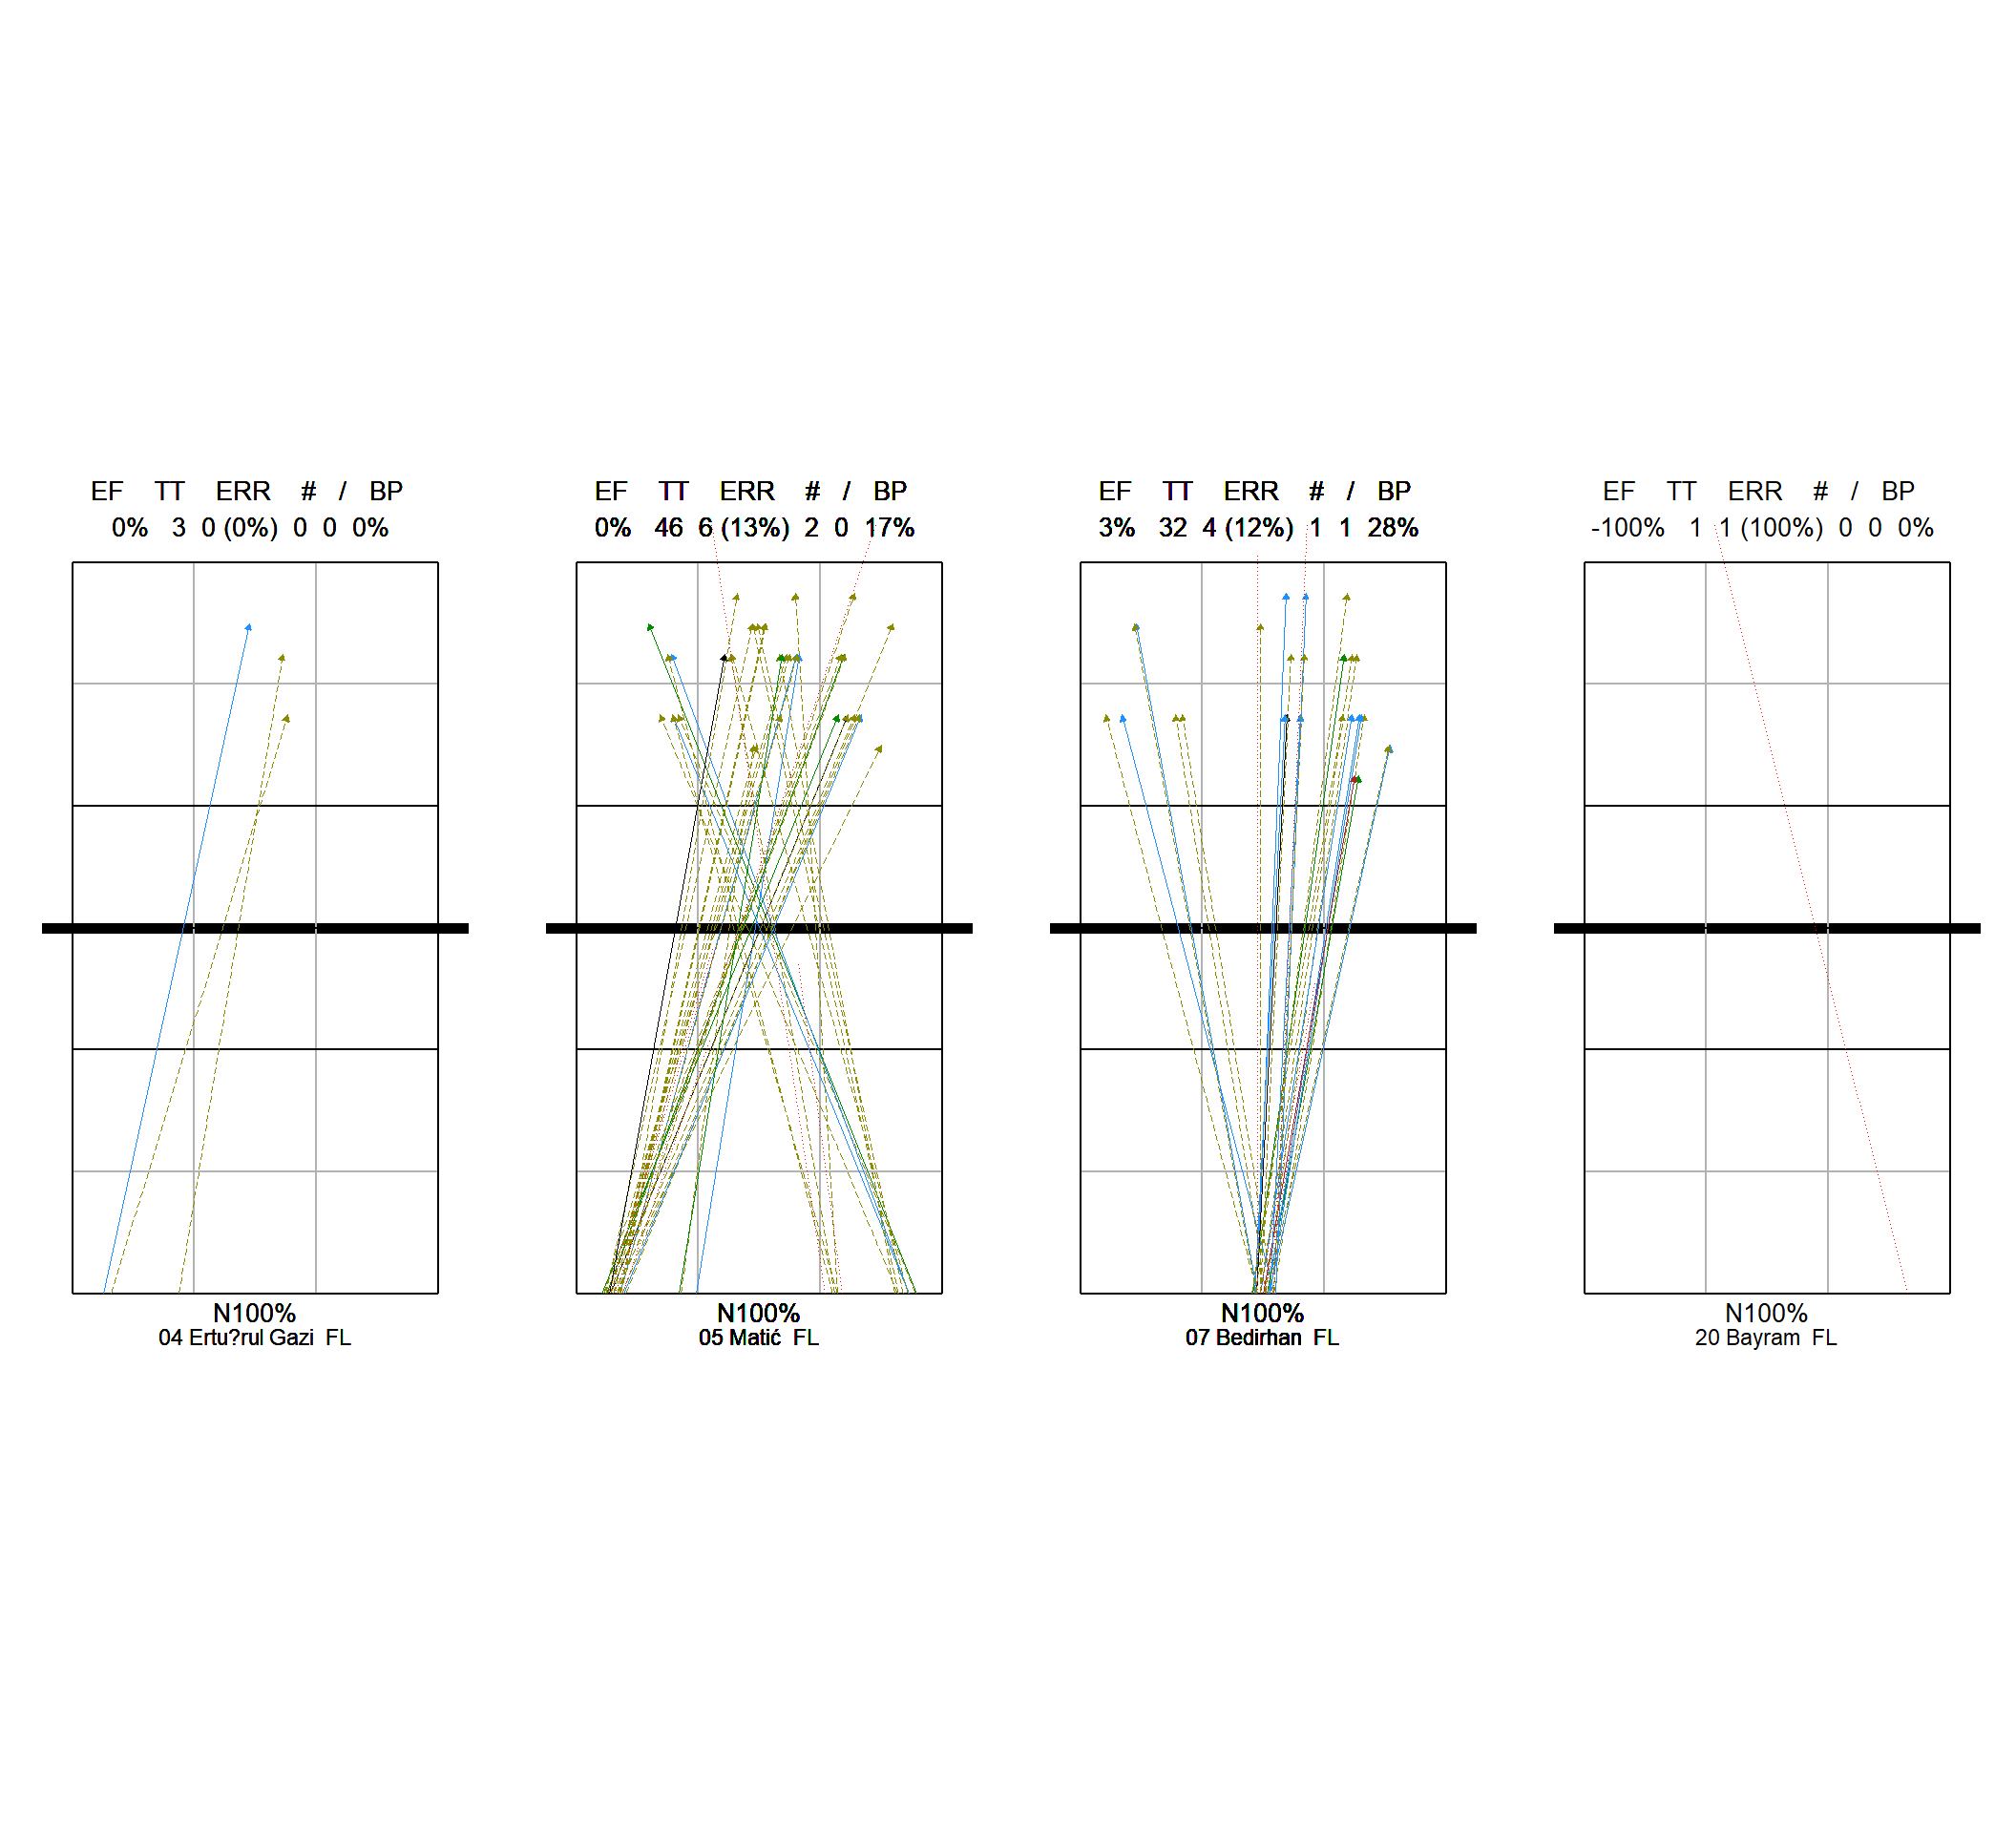 EF TT ERR # / BP
0% 3 0 (0%) 0 0 0%
N100%
04 Ertu?rul Gazi FL
EF TT ERR # / BP
0% 46 6 (13%) 2 0 17%
N100%
05 Matić FL
EF TT ERR # / BP
3% 32 4 (12%) 1 1 28%
N100%
07 Bedirhan FL
EF TT ERR # / BP
-100% 1 1 (100%) 0 0 0%
N100%
20 Bayram FL